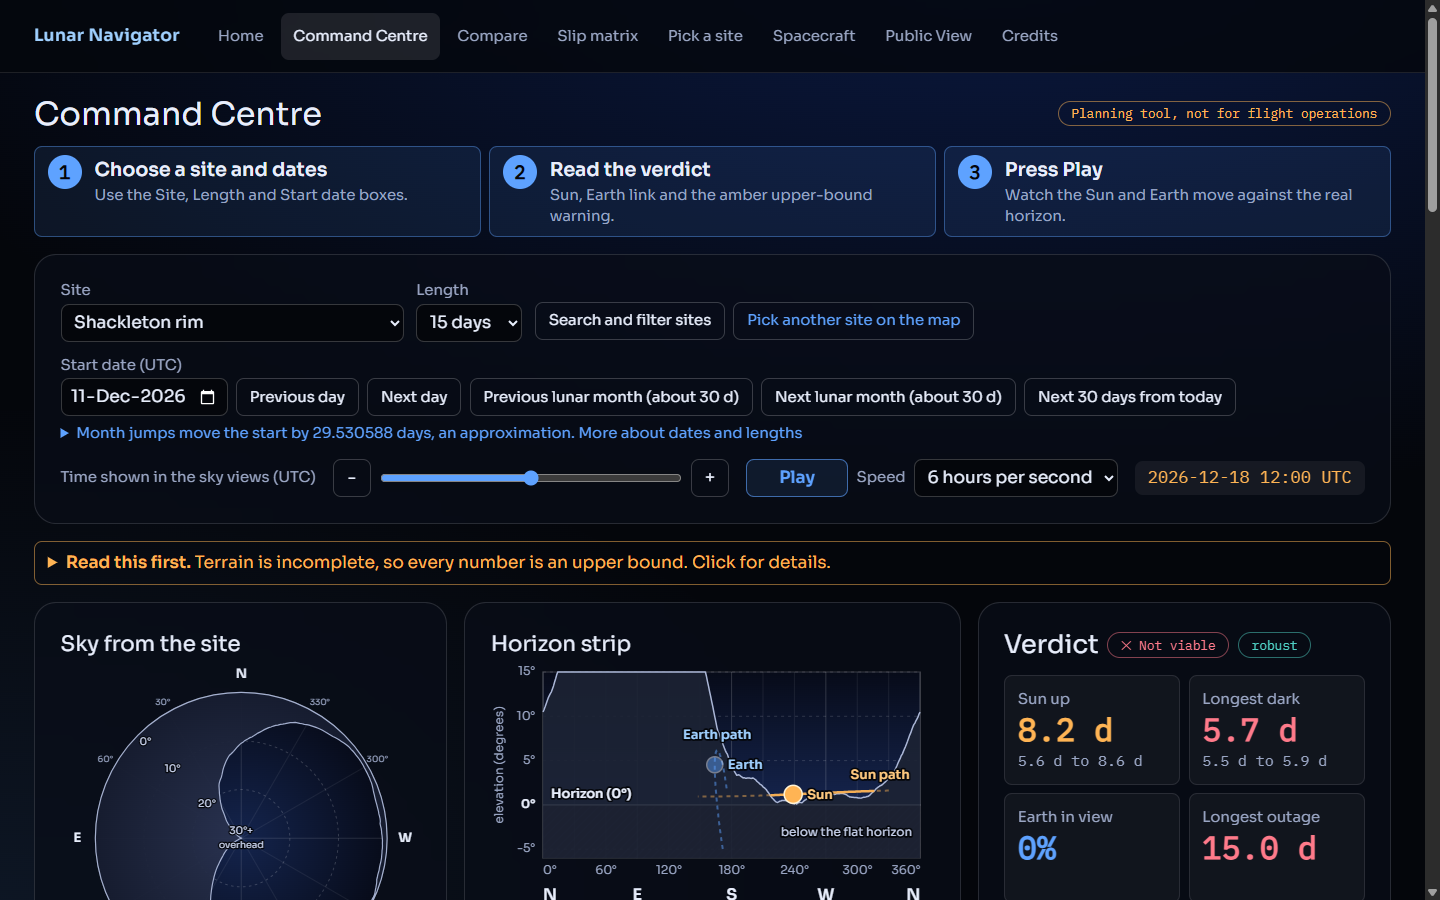 Lunar Navigator Home Command Centre Compare Slip matrix Pick a site Spacecraft Public View Credits
Command Centre
Planning tool, not for flight operations
1 Choose a site and dates
Use the Site, Length and Start date boxes.
2 Read the verdict
Sun, Earth link and the amber upper-bound
warning.
3 Press Play
Watch the Sun and Earth move against the real
horizon.
Site
Shackleton rim
Length
15 days
Search and filter sites
Pick another site on the map
Start date (UTC)
11-Dec-2026
Previous day
Next day
Previous lunar month (about 30 d)
Next lunar month (about 30 d)
Next 30 days from today
Month jumps move the start by 29.530588 days, an approximation. More about dates and lengths
Time shown in the sky views (UTC)
-
+
Play
Speed
6 hours per second
2026-12-18 12:00 UTC
Read this first. Terrain is incomplete, so every number is an upper bound. Click for details.
Sky from the site
N
30°
330°
0°
60°
300°
10°
20°
30°+
overhead
E
W
Horizon strip
elevation (degrees)
15°
10°
5°
0°
-5°
Earth path
Earth
Sun path
Horizon (0°)
Sun
below the flat horizon
0° 60° 120° 180° 240° 300° 360°
N E S W N
Verdict
✕ Not viable
robust
Sun up
8.2 d
5.6 d to 8.6 d
Longest dark
5.7 d
5.5 d to 5.9 d
Earth in view
0%
Longest outage
15.0 d